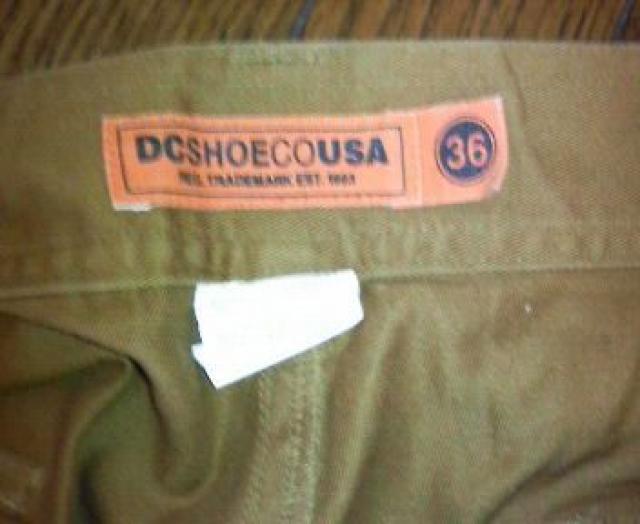 DCSHOECOUSA
REG. TRADEMARK EST. 
36